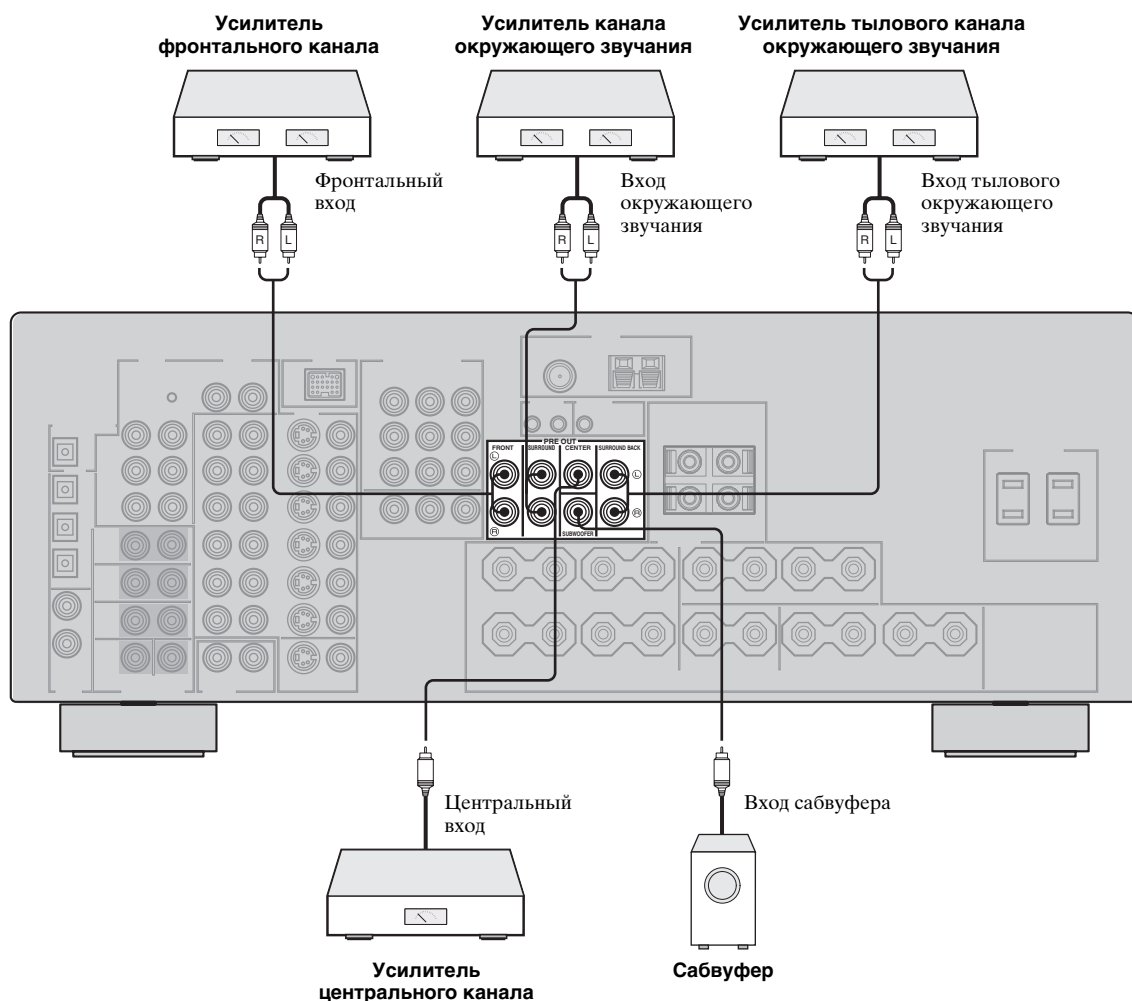 Усилитель
фронтального канала
Усилитель канала
окружающего звучания
Усилитель тылового канала
окружающего звучания
Фронтальный
вход
Вход
окружающего
звучания
Вход тылового
окружающего
звучания
R L
R L
R L
PRE OUT
FRONT SURROUND CENTER SURROUND BACK
L L
R R
SUBWOOFER
Центральный
вход
Вход сабвуфера
Усилитель
центрального канала
Сабвуфер